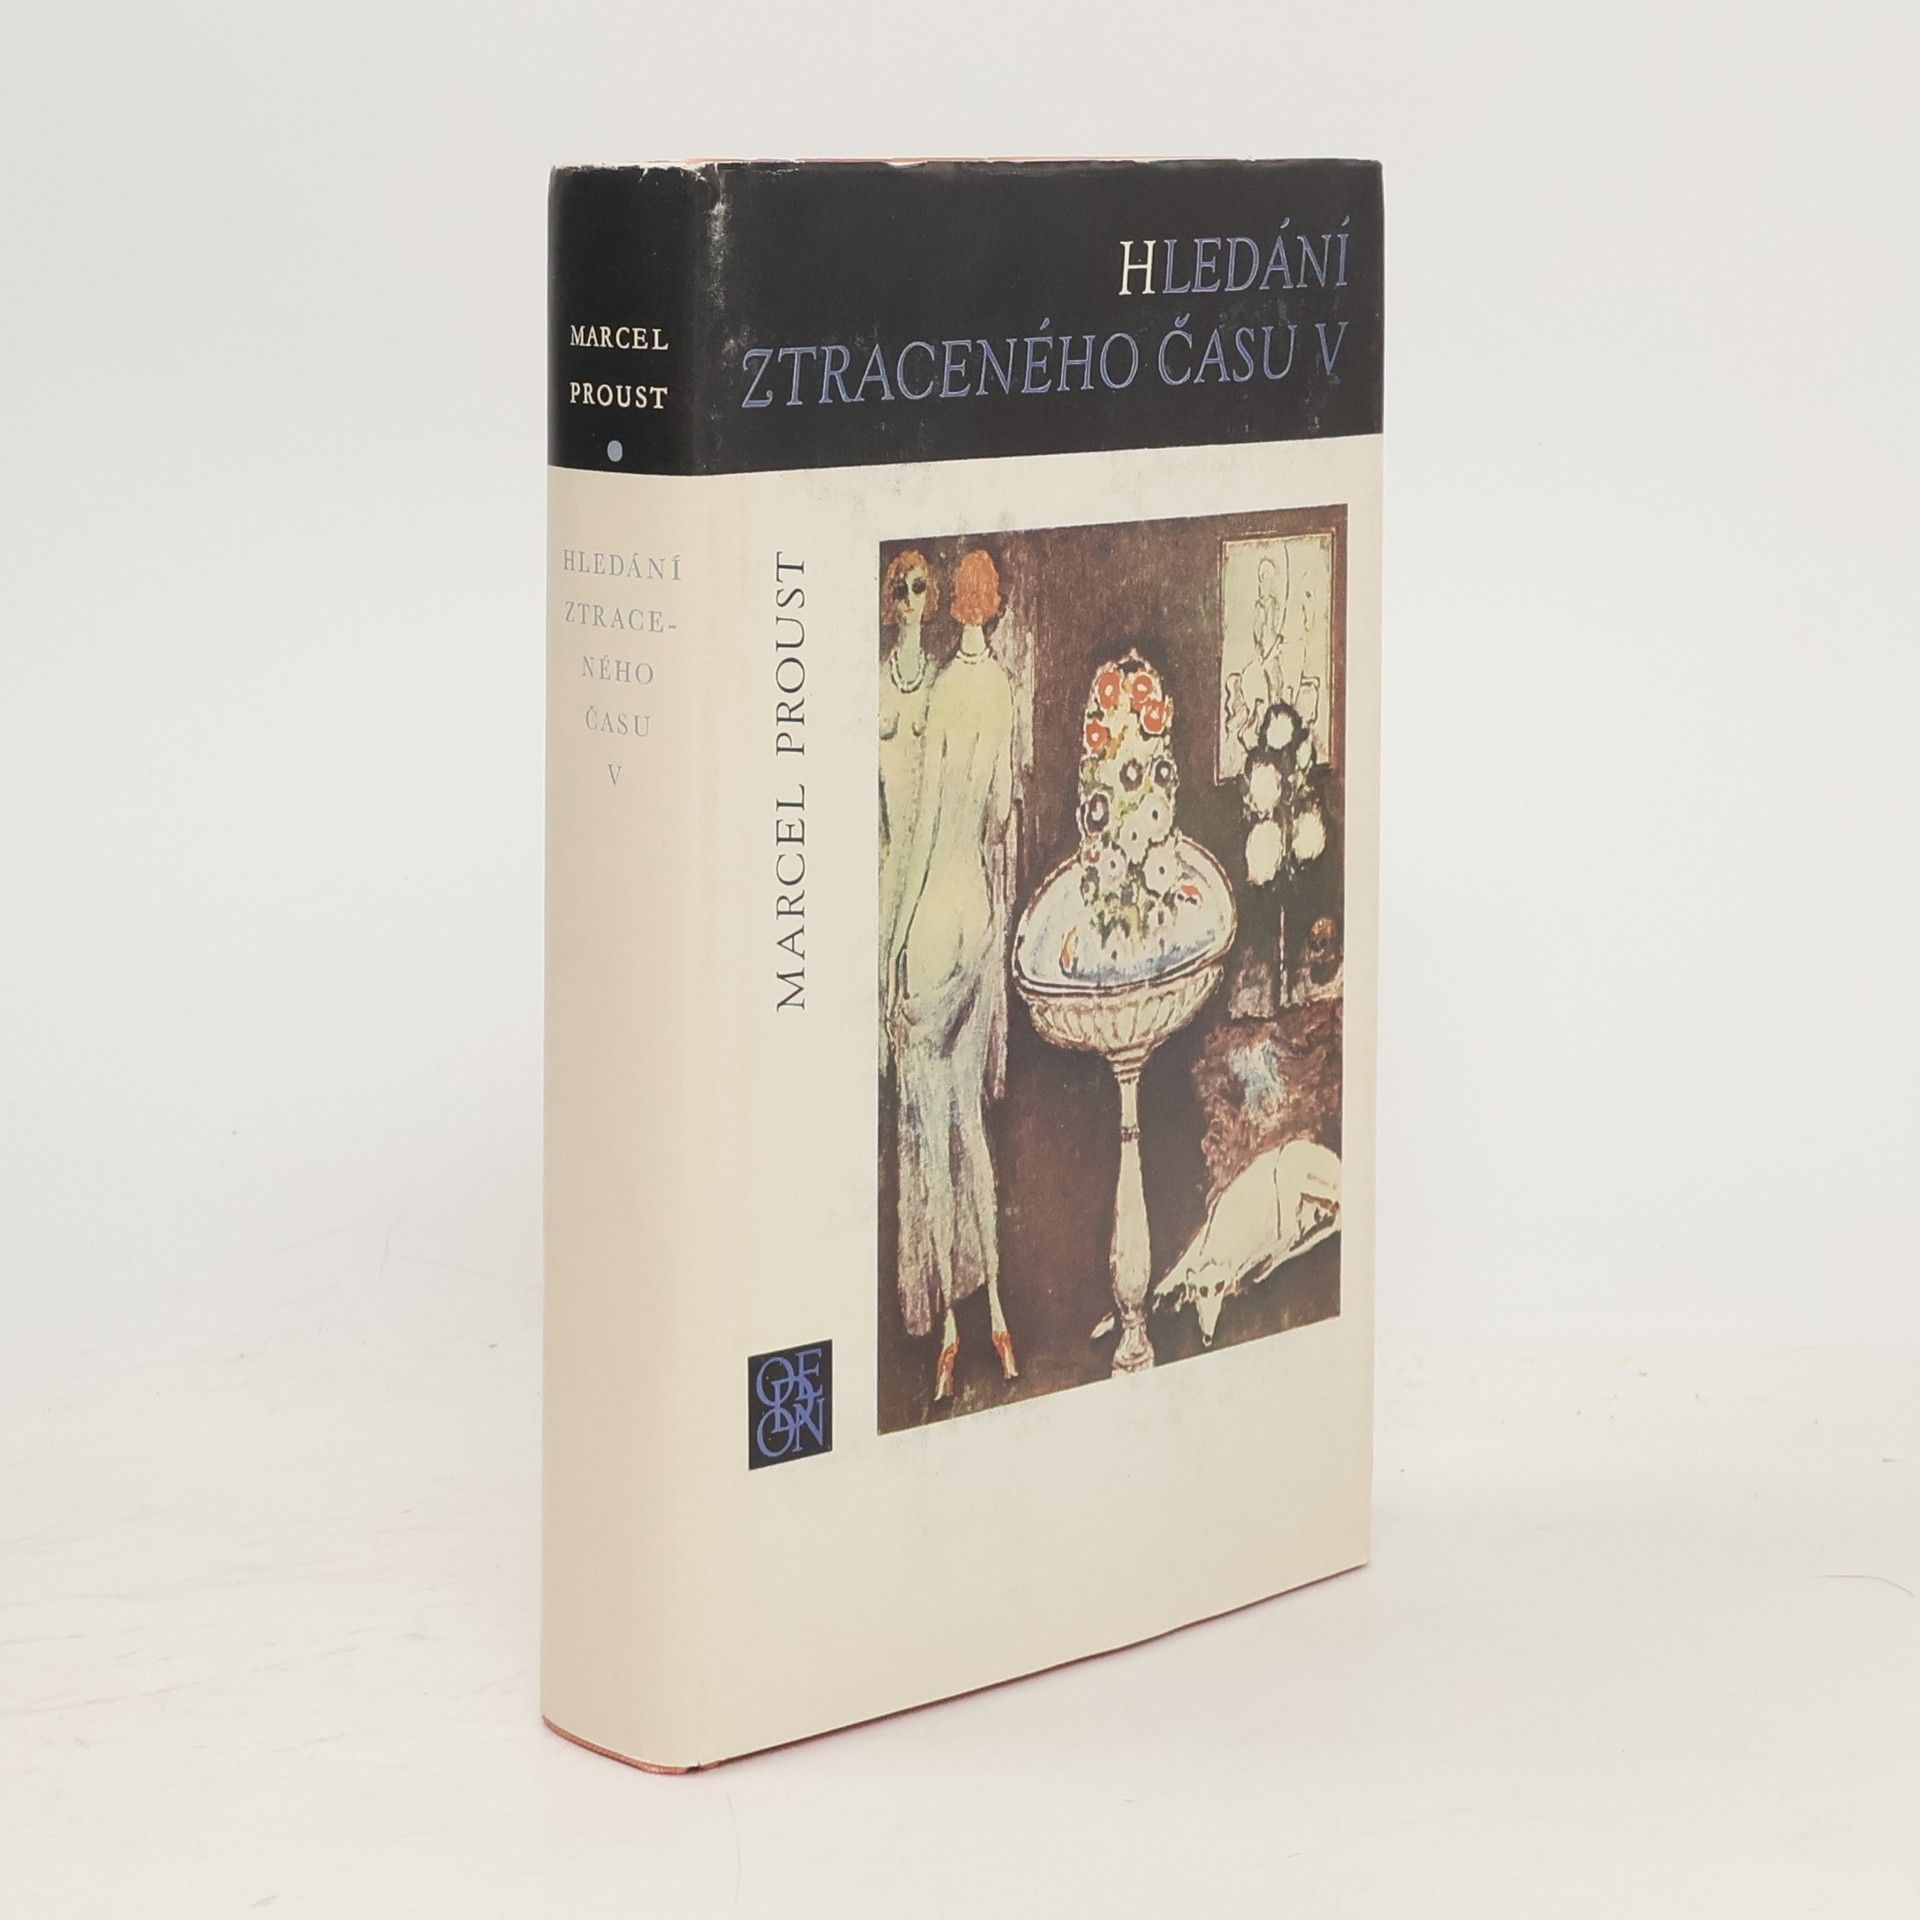 MARCEL
PROUST
HLEDÁNÍ
ZTRACE-
NÉHO
ČASU
V
HLEDÁNÍ
ZTRACENÉHO ČASU V
MARCEL PROUST
ODEON